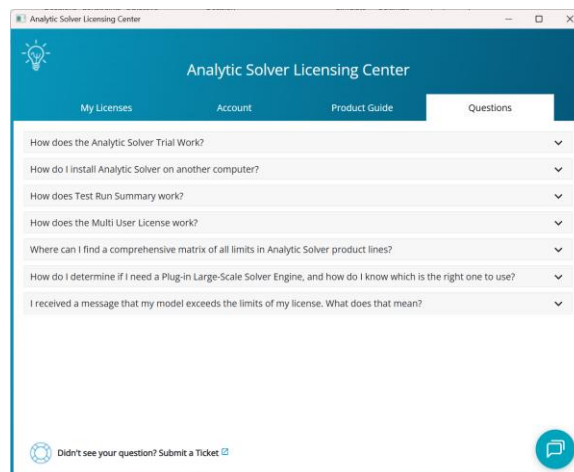 Analytic Solver Licensing Center
Analytic Solver Licensing Center
My Licenses
Account
Product Guide
Questions
How does the Analytic Solver Trial Work?
How do I install Analytic Solver on another computer?
How does Test Run Summary work?
How does the Multi User License work?
Where can I find a comprehensive matrix of all limits in Analytic Solver product lines?
How do I determine if I need a Plug-in Large-Scale Solver Engine, and how do I know which is the right one to use?
I received a message that my model exceeds the limits of my license. What does that mean?
Didn't see your question? Submit a Ticket